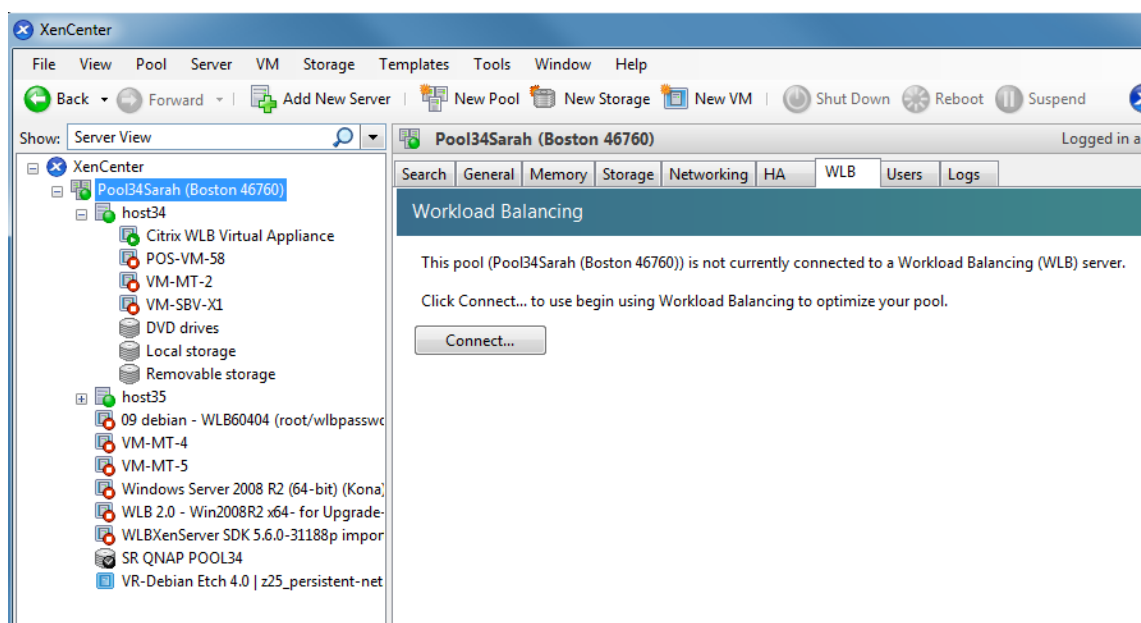 XenCenter
File View Pool Server VM Storage Templates Tools Window Help
Back Forward Add New Server New Pool New Storage New VM Shut Down Reboot Suspend
Show: Server View
Pool34Sarah (Boston 46760) Logged in a
XenCenter
Pool34Sarah (Boston 46760)
host34
Citrix WLB Virtual Appliance
POS-VM-58
VM-MT-2
VM-SBV-X1
DVD drives
Local storage
Removable storage
host35
09 debian - WLB60404 (root/wlbpasswc
VM-MT-4
VM-MT-5
Windows Server 2008 R2 (64-bit) (Kona)
WLB 2.0 - Win2008R2 x64- for Upgrade-
WLBXenServer SDK 5.6.0-31188p impor
SR QNAP POOL34
VR-Debian Etch 4.0 | z25_persistent-net
Search General Memory Storage Networking HA WLB Users Logs
Workload Balancing
This pool (Pool34Sarah (Boston 46760)) is not currently connected to a Workload Balancing (WLB) server.
Click Connect... to use begin using Workload Balancing to optimize your pool.
Connect...